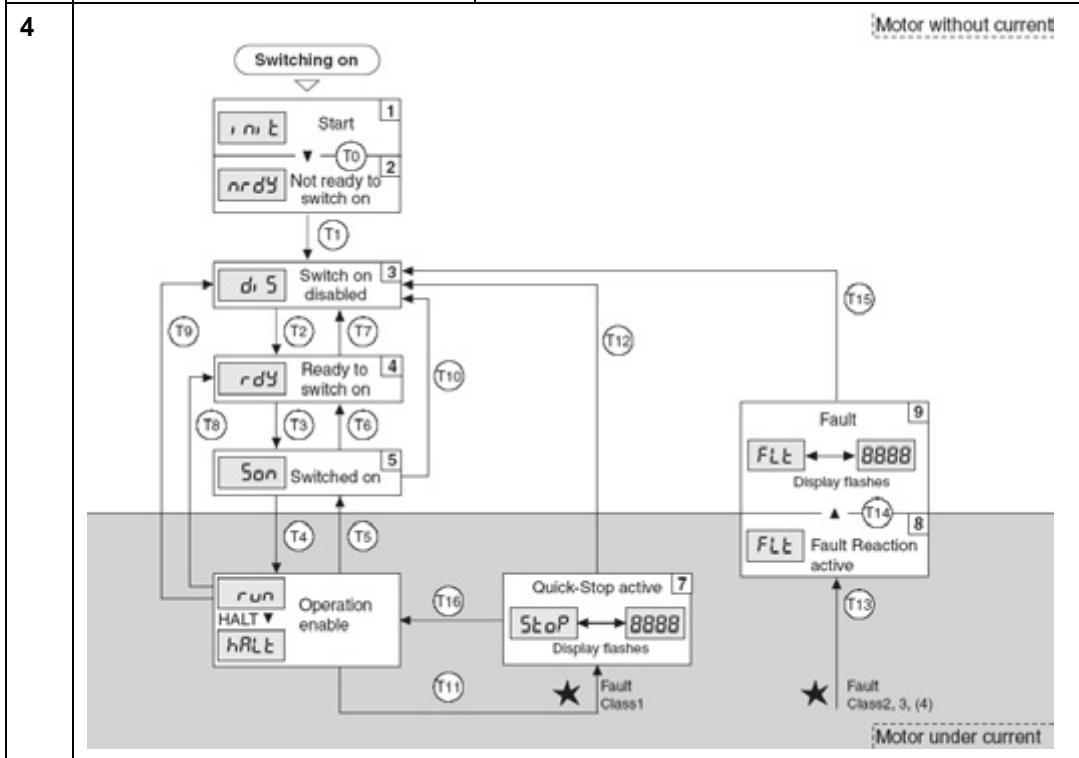 4
Motor without current
Switching on
1
init
Start
T0
2
nrdy
Not ready to
switch on
T1
3
diS
Switch on
disabled
T9
T2
T7
T15
T12
4
rdy
Ready to
switch on
T10
T8
T3
T6
5
Son
Switched on
9
Fault
FLt
8888
Display flashes
T14
8
FLt
Fault Reaction
active
T4
T5
run
HALT
hALt
Operation
enable
T16
7
Quick-Stop active
StoP
8888
Display flashes
T13
T11
Fault
Class1
Fault
Class2, 3, (4)
Motor under current